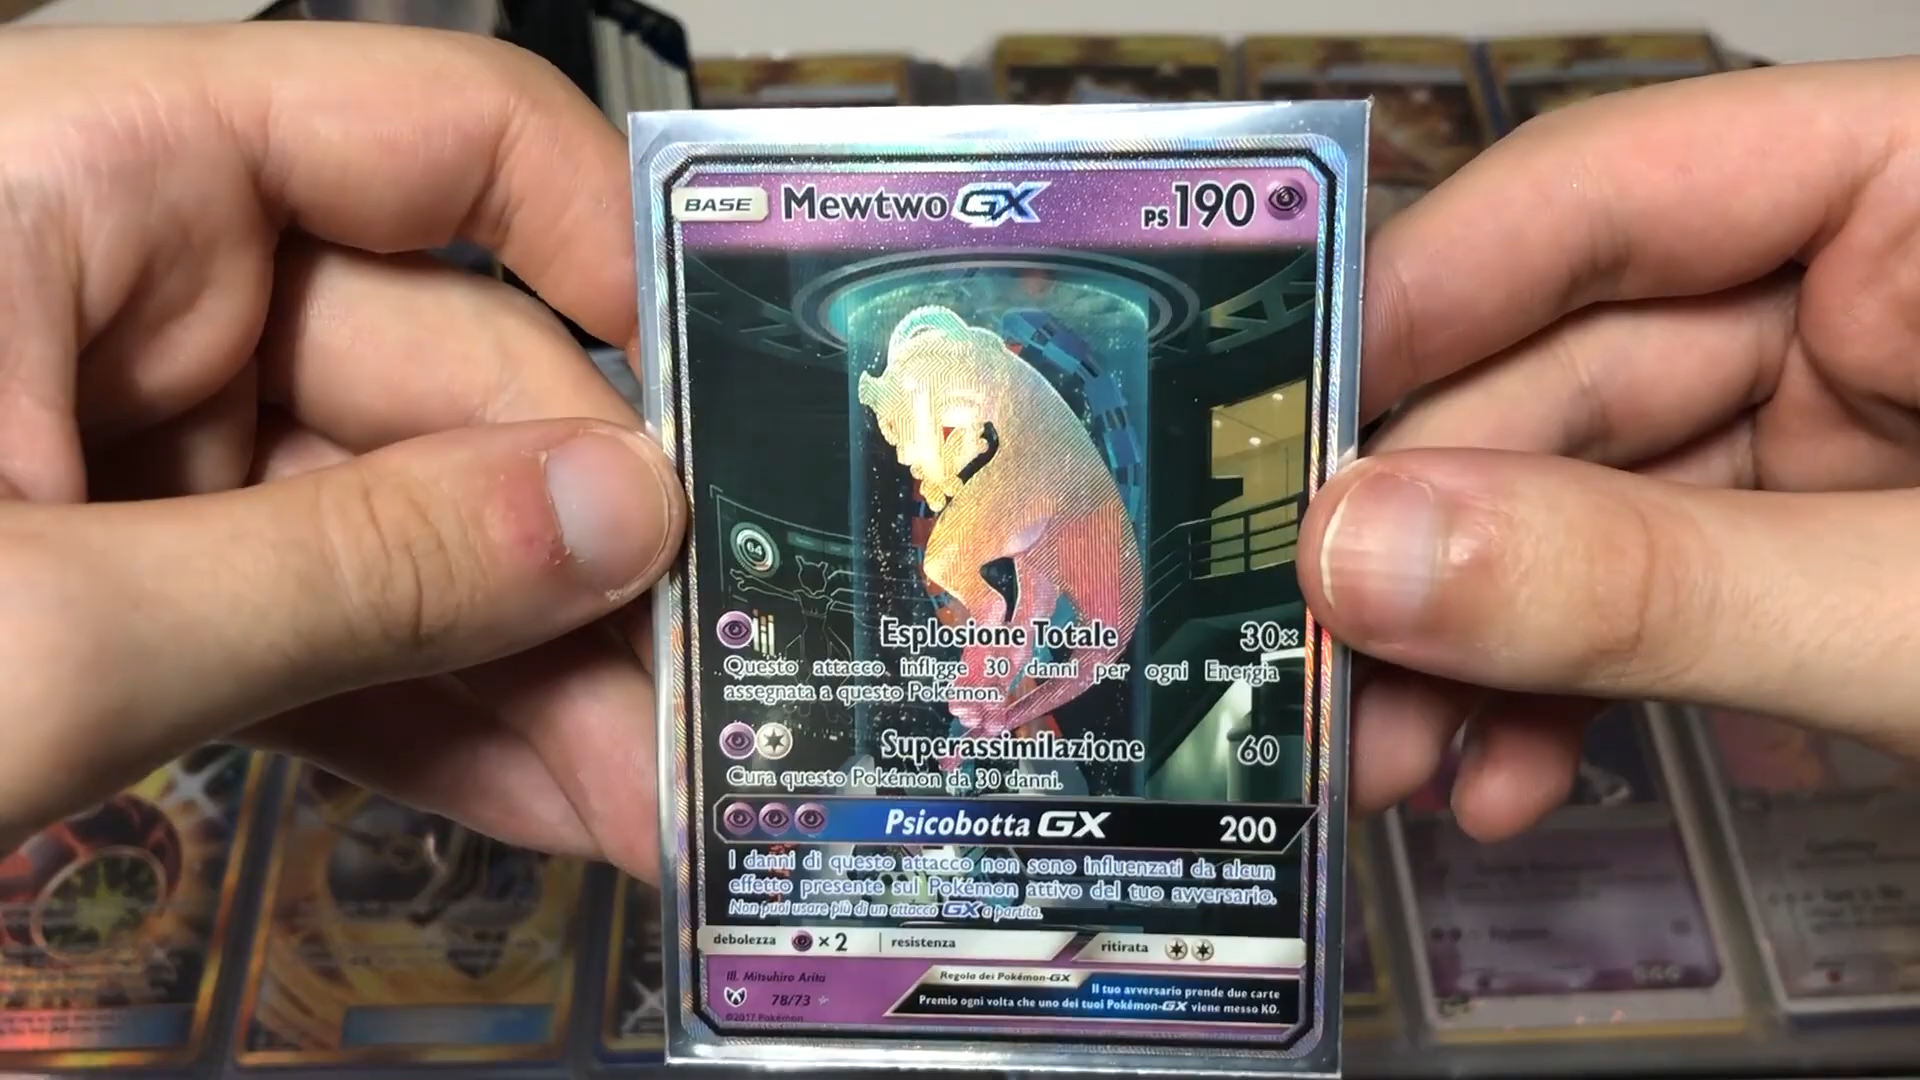 BASE Mewtwo GX PS 190
64
Esplosione Totale 30×
Questo attacco infligge 30 danni per ogni Energia
assegnata a questo Pokémon.
Superassimilazione 60
Cura questo Pokémon da 30 danni.
Psicobotta GX 200
I danni di questo attacco non sono influenzati da alcun
effetto presente sul Pokémon attivo del tuo avversario.
Non puoi usare più di un attacco GX a partita.
debolezza ×2 resistenza ritirata
Ill. Mitsuhiro Arita
Regola dei Pokémon-GX
Il tuo avversario prende due carte
Premio ogni volta che uno dei tuoi Pokémon-GX viene messo KO.
78/73
©2017 Pokémon